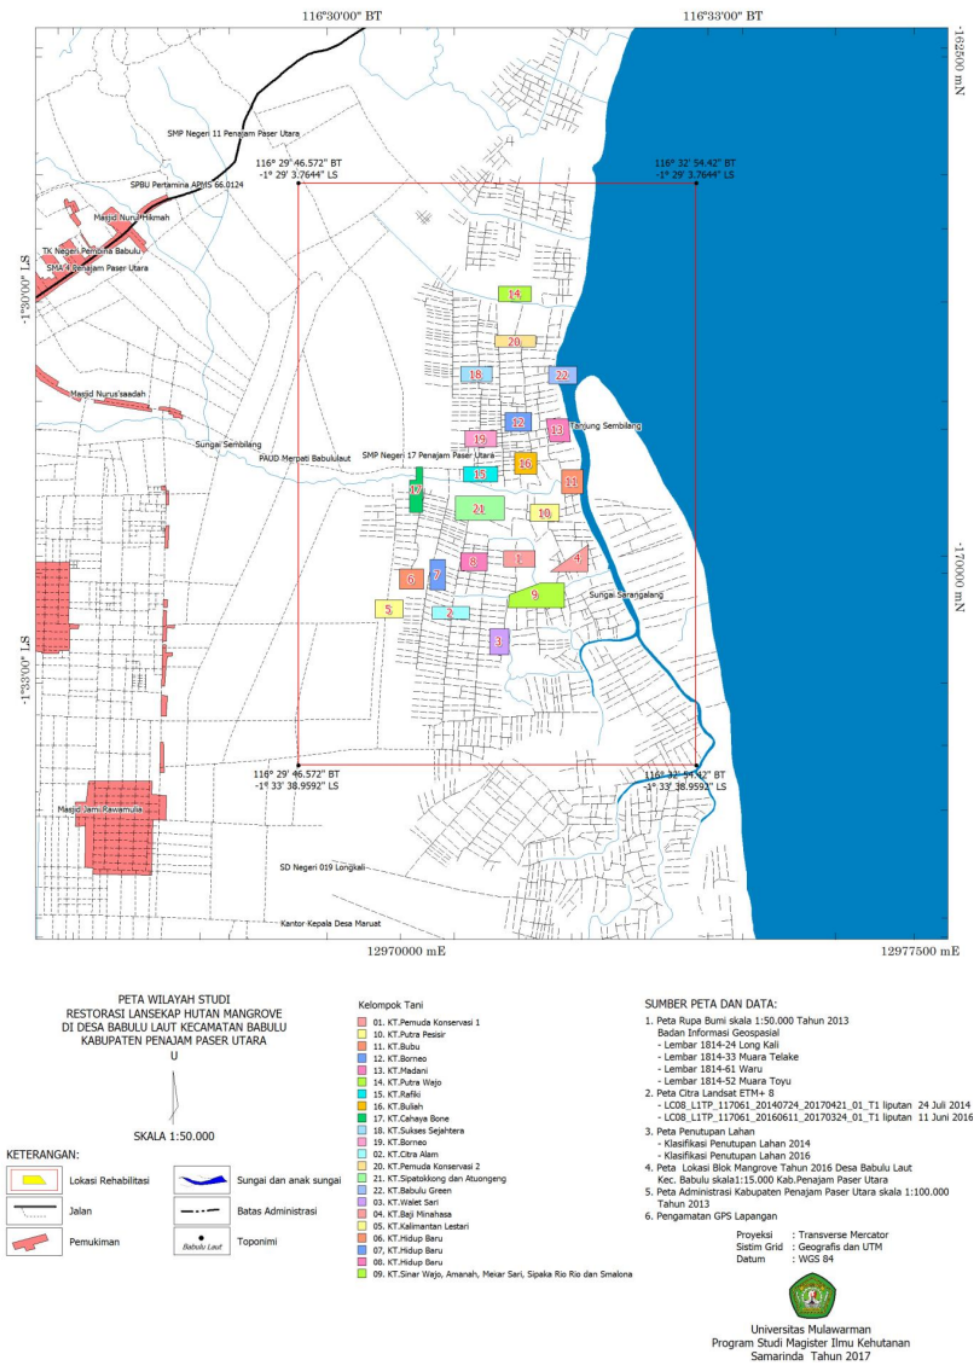 116°30'00" BT
116°33'00" BT
-162500 mN
SMP Negeri 11 Penajam Paser Utara
116° 29' 46.572" BT
-1° 29' 3.7644" LS
116° 32' 54.42" BT
-1° 29' 3.7644" LS
SPBU Pertamina APMS 66.0124
Masjid Nurul Hikmah
TK Negeri Pembina Babulu
SMA 4 Penajam Paser Utara
-1°30'00" LS
14
20
18
22
Masjid Nurus'saadah
12
13
Tanjung Sembilang
19
Sungai Sembilang
PAUD Merpati Babululaut
SMP Negeri 17 Penajam Paser Utara
16
15
11
17
21
10
-170000 mN
8
1
4
6
7
9
Sungai Sarangalang
5
2
3
-1°33'00" LS
116° 29' 46.572" BT
-1° 33' 38.9592" LS
116° 32' 54.42" BT
-1° 33' 38.9592" LS
Masjid Jami Rawamulia
SD Negeri 019 Longkali
Kantor Kepala Desa Maruat
12970000 mE
12977500 mE
PETA WILAYAH STUDI
RESTORASI LANSEKAP HUTAN MANGROVE
DI DESA BABULU LAUT KECAMATAN BABULU
KABUPATEN PENAJAM PASER UTARA
U
SKALA 1:50.000
KETERANGAN:
Lokasi Rehabilitasi
Sungai dan anak sungai
Jalan
Batas Administrasi
Pemukiman
Babulu Laut
Toponimi
Kelompok Tani
01. KT.Pemuda Konservasi 1
10. KT.Putra Pesisir
11. KT.Bubu
12. KT.Borneo
13. KT.Madani
14. KT.Putra Wajo
15. KT.Rafiki
16. KT.Buliah
17. KT.Cahaya Bone
18. KT.Sukses Sejahtera
19. KT.Borneo
02. KT.Citra Alam
20. KT.Pemuda Konservasi 2
21. KT.Sipatokkong dan Atuongeng
22. KT.Babulu Green
03. KT.Walet Sari
04. KT.Baji Minahasa
05. KT.Kalimantan Lestari
06. KT.Hidup Baru
07. KT.Hidup Baru
08. KT.Hidup Baru
09. KT.Sinar Wajo, Amanah, Mekar Sari, Sipaka Rio Rio dan Smalona
SUMBER PETA DAN DATA:
1. Peta Rupa Bumi skala 1:50.000 Tahun 2013
Badan Informasi Geospasial
- Lembar 1814-24 Long Kali
- Lembar 1814-33 Muara Telake
- Lembar 1814-61 Waru
- Lembar 1814-52 Muara Toyu
2. Peta Citra Landsat ETM+ 8
- LC08_L1TP_117061_20140724_20170421_01_T1 liputan 24 Juli 2014
- LC08_L1TP_117061_20160611_20170324_01_T1 liputan 11 Juni 2016
3. Peta Penutupan Lahan
- Klasifikasi Penutupan Lahan 2014
- Klasifikasi Penutupan Lahan 2016
4. Peta Lokasi Blok Mangrove Tahun 2016 Desa Babulu Laut
Kec. Babulu skala1:15.000 Kab.Penajam Paser Utara
5. Peta Administrasi Kabupaten Penajam Paser Utara skala 1:100.000
Tahun 2013
6. Pengamatan GPS Lapangan
Proyeksi : Transverse Mercator
Sistim Grid : Geografis dan UTM
Datum : WGS 84
Universitas Mulawarman
Program Studi Magister Ilmu Kehutanan
Samarinda Tahun 2017